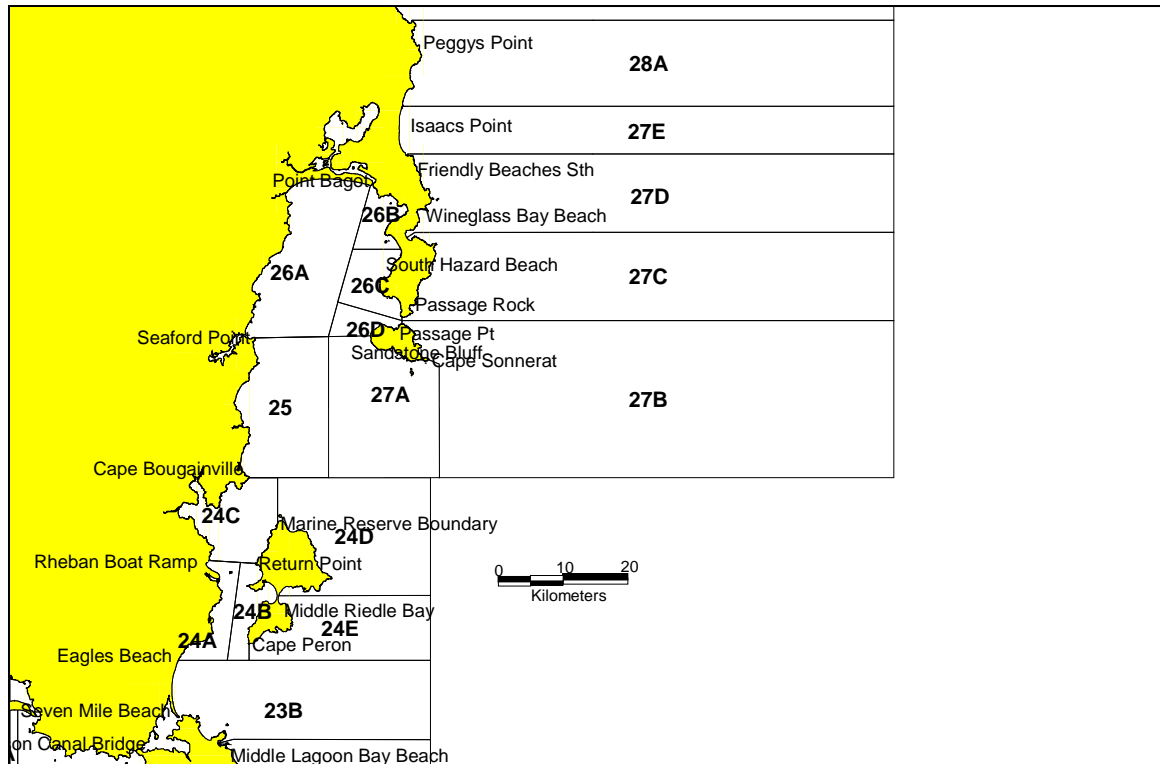 Peggys Point
28A
Isaacs Point
27E
Friendly Beaches Sth
Point Bagot
27D
26B
Wineglass Bay Beach
South Hazard Beach
26A
27C
26C
Passage Rock
26D
Passage Pt
Seaford Point
Sandstone Bluff
Cape Sonnerat
27A
27B
25
Cape Bougainville
24C
Marine Reserve Boundary
24D
Rheban Boat Ramp
Return Point
0 10 20
Kilometers
24B
Middle Riedle Bay
24E
24A
Cape Peron
Eagles Beach
Seven Mile Beach
23B
on Canal Bridge
Middle Lagoon Bay Beach